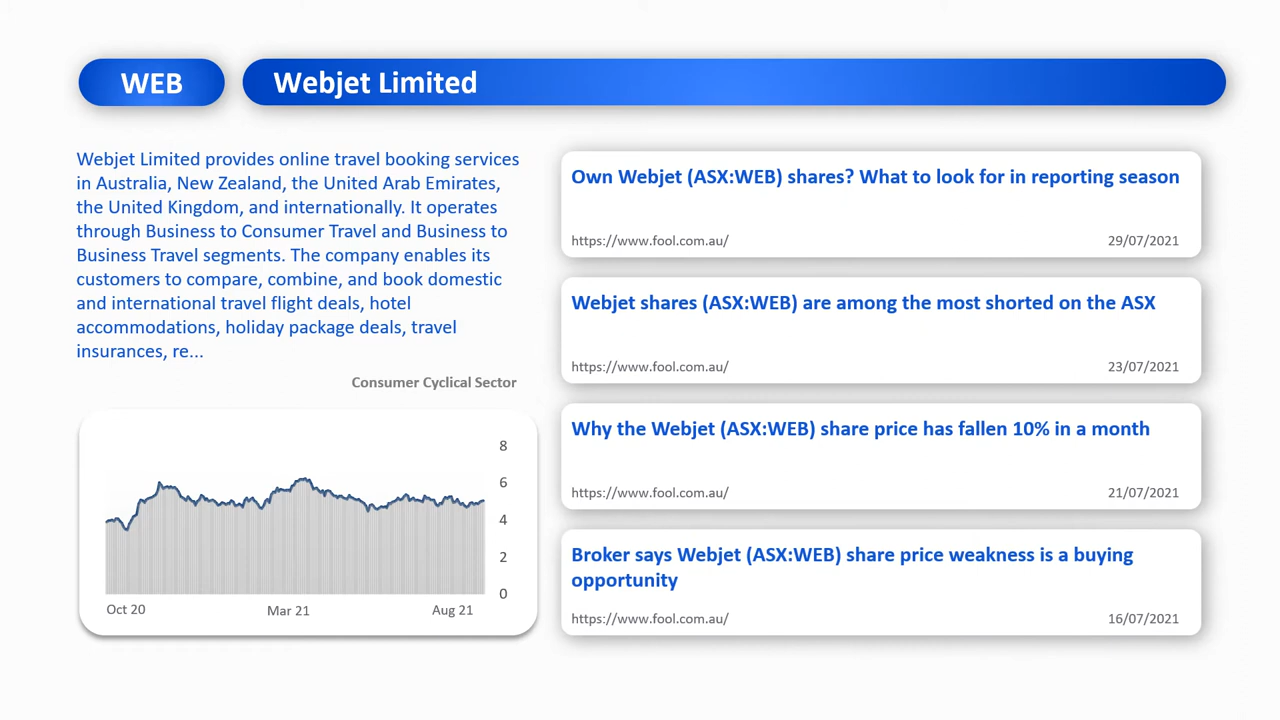 WEB
Webjet Limited
Webjet Limited provides online travel booking services
in Australia, New Zealand, the United Arab Emirates,
the United Kingdom, and internationally. It operates
through Business to Consumer Travel and Business to
Business Travel segments. The company enables its
customers to compare, combine, and book domestic
and international travel flight deals, hotel
accommodations, holiday package deals, travel
insurances, re...
Consumer Cyclical Sector
8
6
4
2
0
Oct 20
Mar 21
Aug 21
Own Webjet (ASX:WEB) shares? What to look for in reporting season
https://www.fool.com.au/
29/07/2021
Webjet shares (ASX:WEB) are among the most shorted on the ASX
https://www.fool.com.au/
23/07/2021
Why the Webjet (ASX:WEB) share price has fallen 10% in a month
https://www.fool.com.au/
21/07/2021
Broker says Webjet (ASX:WEB) share price weakness is a buying
opportunity
https://www.fool.com.au/
16/07/2021